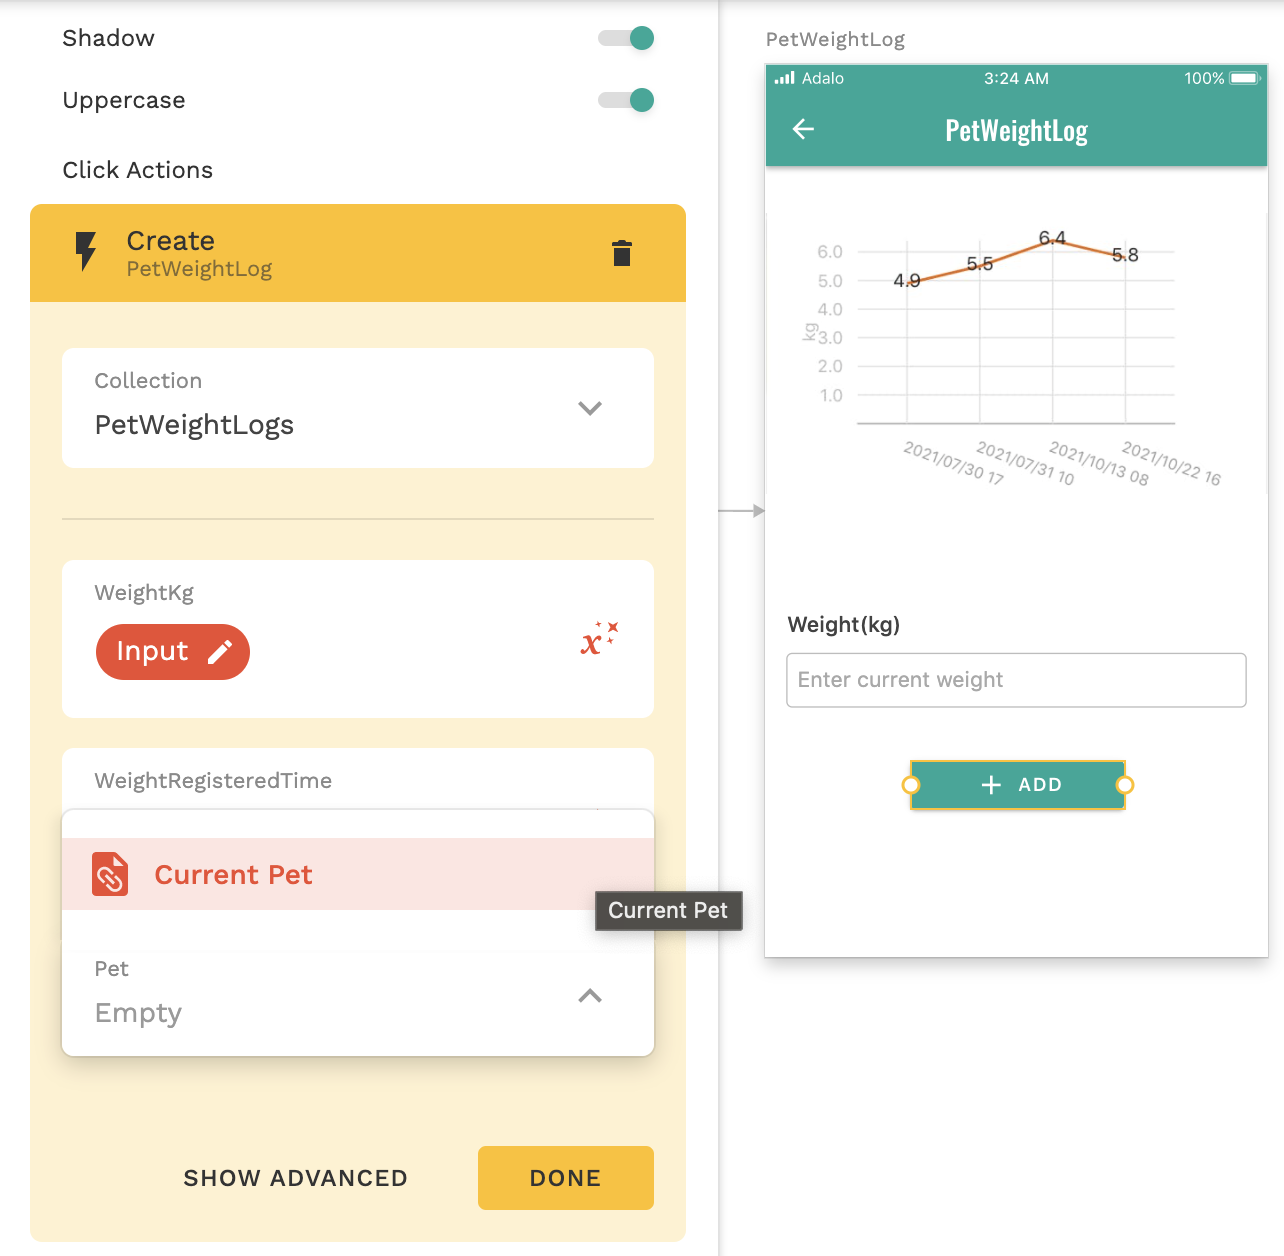 Shadow
Uppercase
Click Actions
Create
PetWeightLog
Collection
PetWeightLogs
WeightKg
Input
x
WeightRegisteredTime
Current Pet
Current Pet
Pet
Empty
SHOW ADVANCED
DONE
PetWeightLog
Adalo 3:24 AM 100%
PetWeightLog
6.0
5.0
4.0
3.0
2.0
1.0
kg
4.9
5.5
6.4
5.8
2021/07/30 17
2021/07/31 10
2021/10/13 08
2021/10/22 16
Weight(kg)
Enter current weight
+ ADD